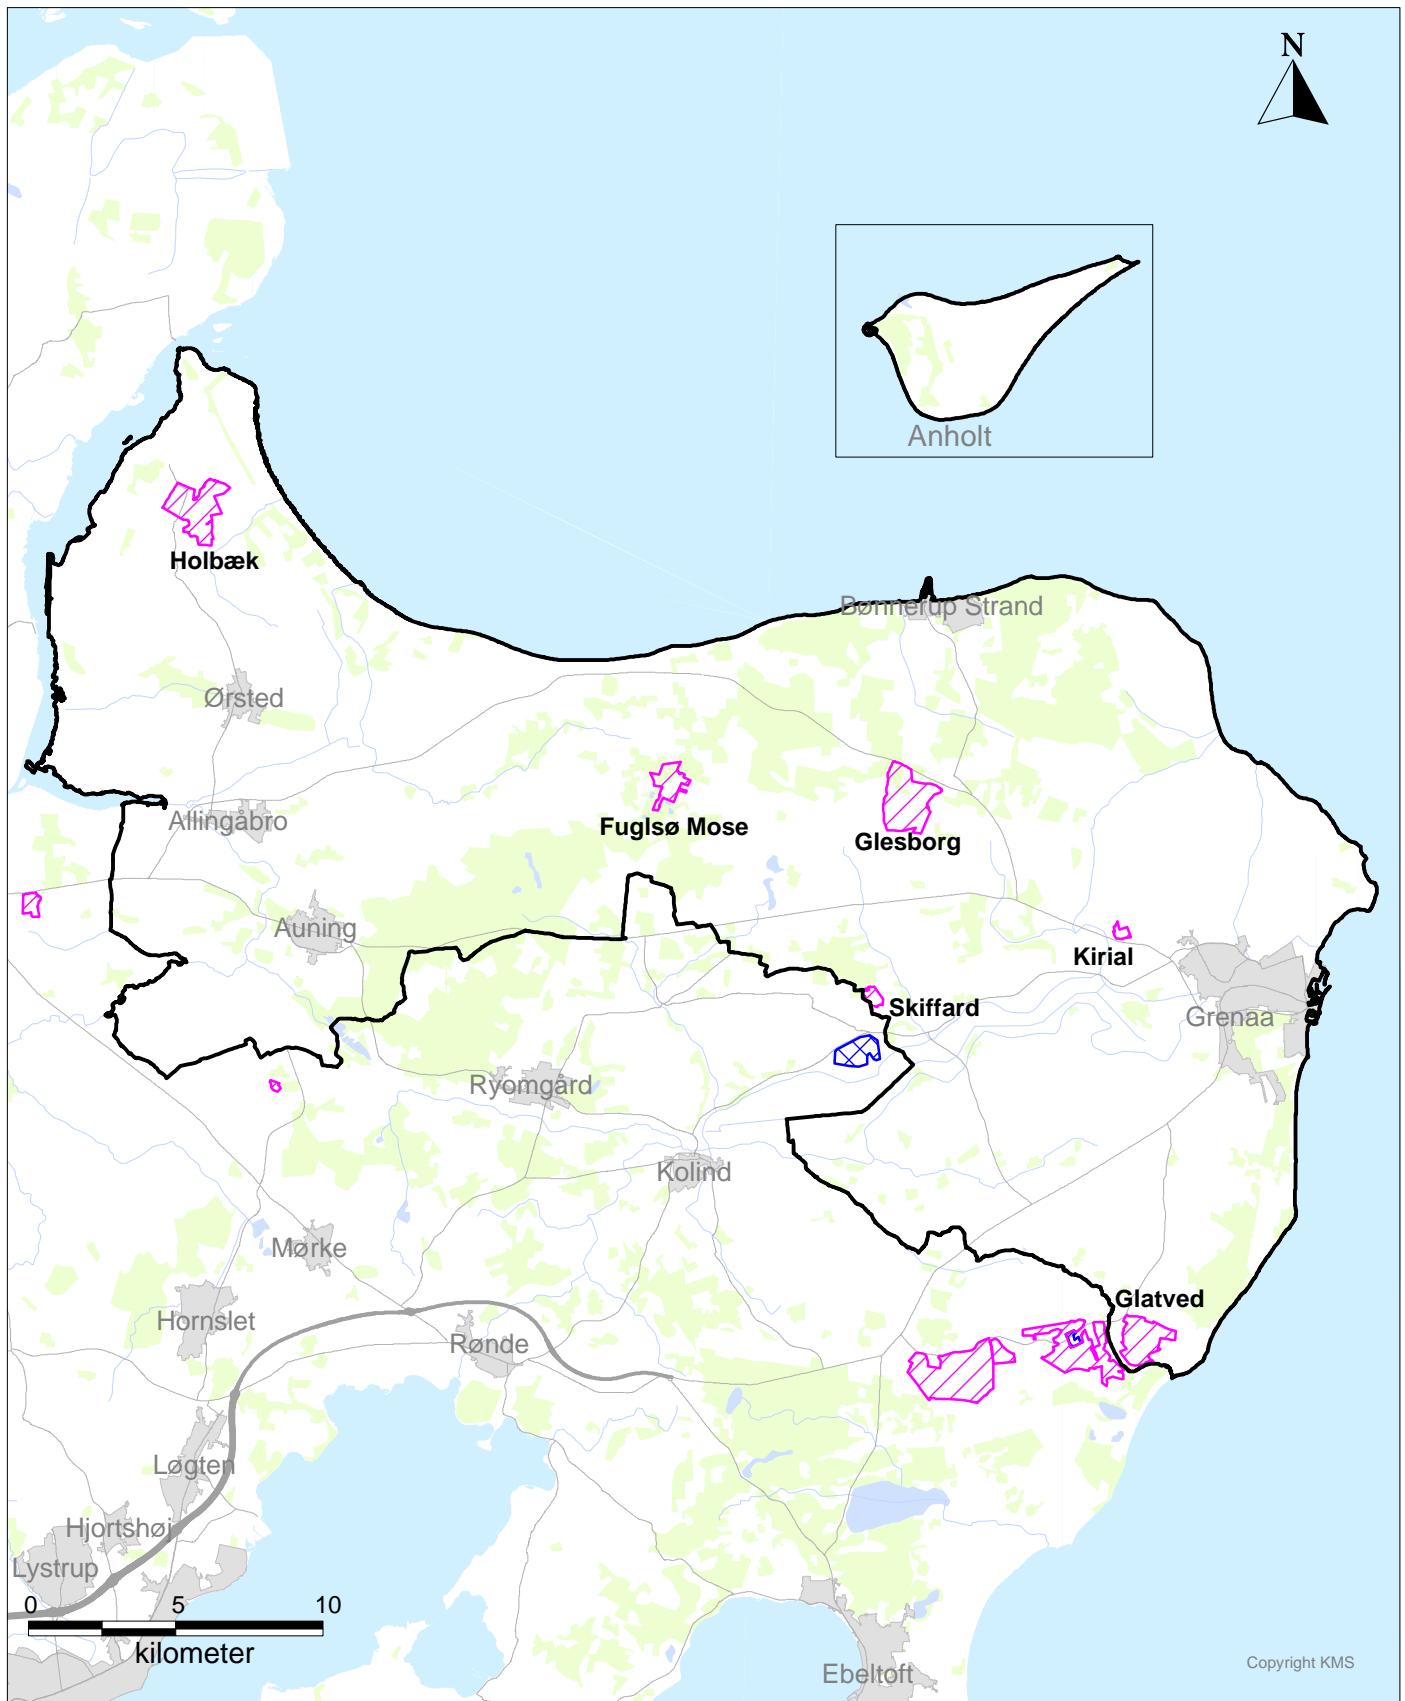 N
Anholt
Holbæk
Bønnerup Strand
Ørsted
Allingåbro
Fuglsø Mose
Glesborg
Auning
Kirial
Skiffard
Grenaa
Ryomgård
Kolind
Mørke
Glatved
Hornslet
Rønde
Løgten
Hjortshøj
Lystrup
0 5 10
kilometer
Ebeltoft
Copyright KMS